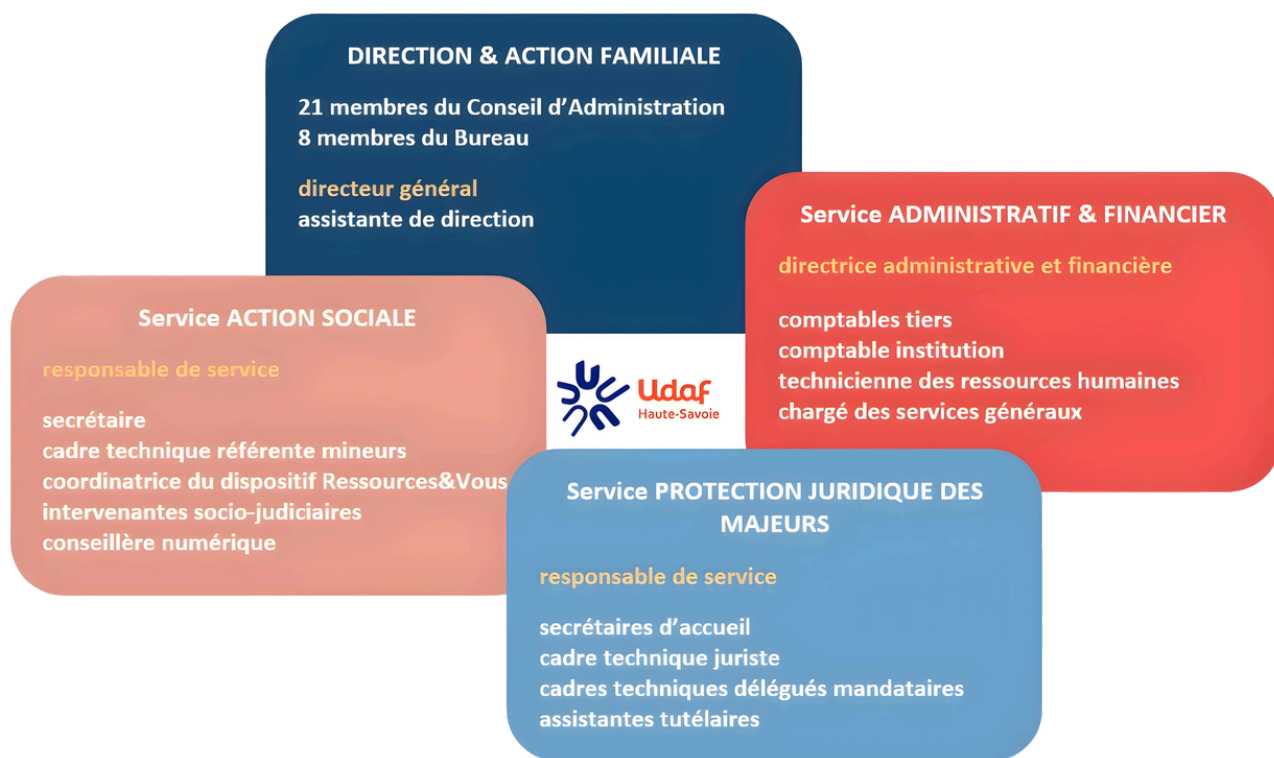 DIRECTION & ACTION FAMILIALE
21 membres du Conseil d'Administration
8 membres du Bureau
directeur général
assistante de direction
Service ADMINISTRATIF & FINANCIER
directrice administrative et financière
comptables tiers
comptable institution
technicienne des ressources humaines
chargé des services généraux
Service ACTION SOCIALE
responsable de service
secrétaire
cadre technique référente mineurs
coordinatrice du dispositif Ressources&Vous
intervenantes socio-judiciaires
conseillère numérique
Udaf
Haute-Savoie
Service PROTECTION JURIDIQUE DES
MAJEURS
responsable de service
secrétaires d'accueil
cadre technique juriste
cadres techniques délégués mandataires
assistantes tutélaires